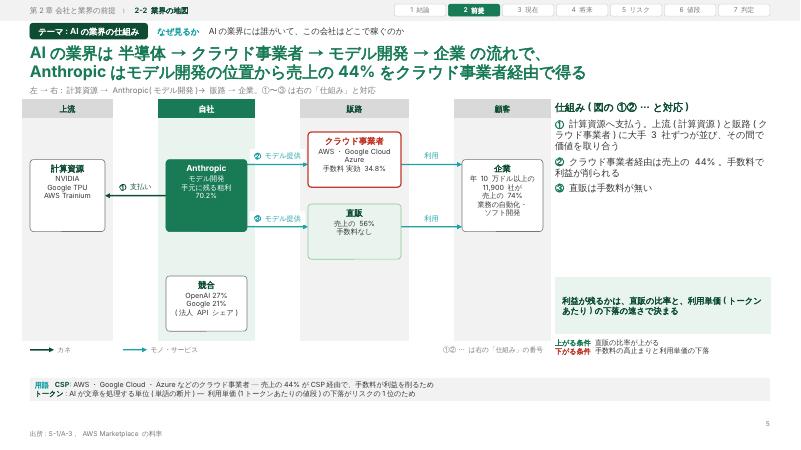 第 2 章 会社と業界の前提 | 2-2 業界の地図
1 結論 2 前提 3 現在 4 将来 5 リスク 6 値段 7 判定
テーマ : AI の業界の仕組み なぜ見るか AI の業界には誰がいて、この会社はどこで稼ぐのか
AI の業界は 半導体 → クラウド事業者 → モデル開発 → 企業 の流れで、
Anthropic はモデル開発の位置から売上の 44% をクラウド事業者経由で得る
左 → 右 : 計算資源 → Anthropic( モデル開発 )→ 販路 → 企業。①〜③ は右の「仕組み」と対応
上流
自社
販路
顧客
計算資源
NVIDIA
Google TPU
AWS Trainium
① 支払い
Anthropic
モデル開発
手元に残る粗利
70.2%
② モデル提供
③ モデル提供
クラウド事業者
AWS ・ Google Cloud
Azure
手数料 実効 34.8%
直販
売上の 56%
手数料なし
利用
利用
企業
年 10 万ドル以上の
11,900 社が
売上の 74%
業務の自動化・
ソフト開発
競合
OpenAI 27%
Google 21%
( 法人 API シェア )
カネ
モノ・サービス
①② … は右の「仕組み」の番号
仕組み ( 図の ①② … と対応 )
① 計算資源へ支払う。上流 ( 計算資源 ) と販路 ( ク
ラウド事業者 ) に大手 3 社ずつが並び、その間で
価値を取り合う
② クラウド事業者経由は売上の 44% 。手数料で
利益が削られる
③ 直販は手数料が無い
利益が残るかは、直販の比率と、利用単価 ( トークン
あたり ) の下落の速さで決まる
上がる条件 直販の比率が上がる
下がる条件 手数料の高止まりと利用単価の下落
用語 CSP: AWS ・ Google Cloud ・ Azure などのクラウド事業者 ― 売上の 44% が CSP 経由で、手数料が利益を削るため
トークン : AI が文章を処理する単位 ( 単語の断片 ) ― 利用単価 (1 トークンあたりの値段 ) の下落がリスクの 1 位のため
5
出所 : S-1/A-3 、 AWS Marketplace の料率